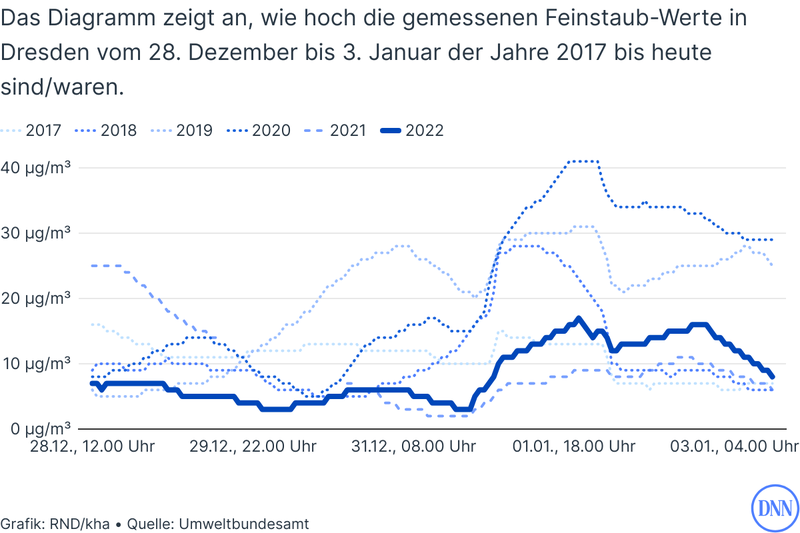 Das Diagramm zeigt an, wie hoch die gemessenen Feinstaub-Werte in
Dresden vom 28. Dezember bis 3. Januar der Jahre 2017 bis heute
sind/waren.
2017 2018 2019 2020 2021 2022
40 µg/m³
30 µg/m³
20 µg/m³
10 µg/m³
0 µg/m³
28.12., 12.00 Uhr 29.12., 22.00 Uhr 31.12., 08.00 Uhr 01.01., 18.00 Uhr 03.01., 04.00 Uhr
DNN
Grafik: RND/kha • Quelle: Umweltbundesamt